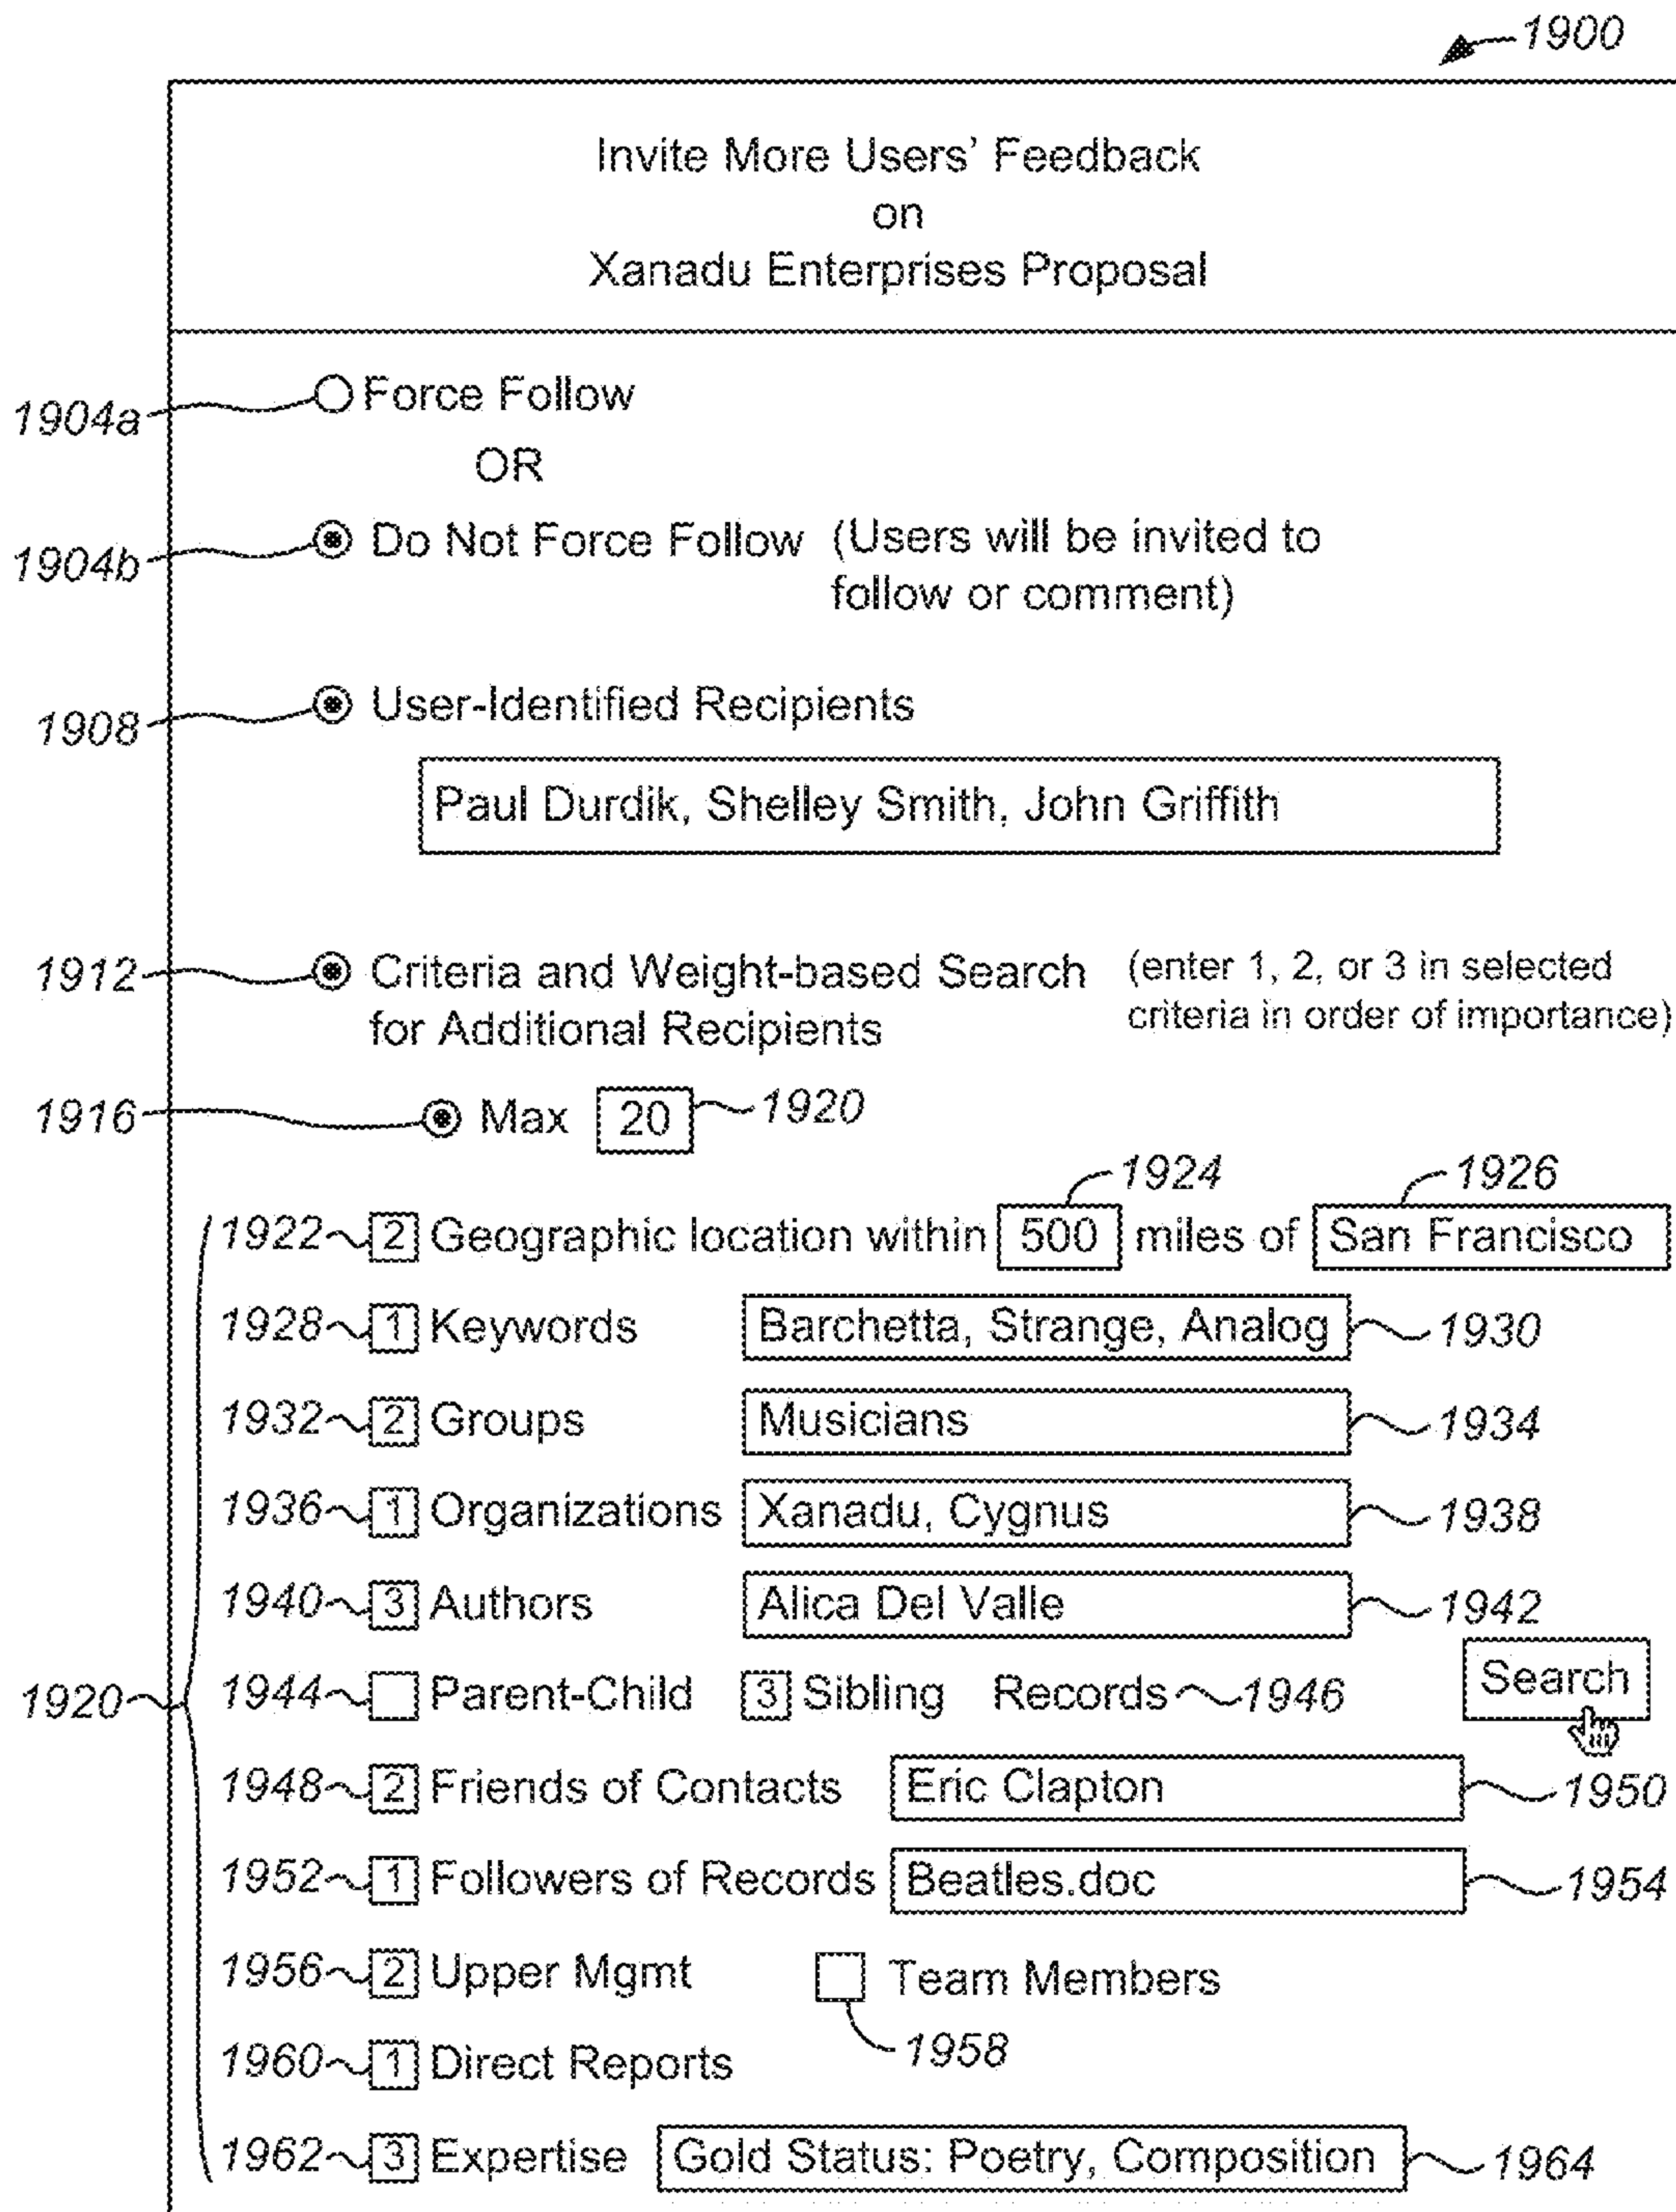 1900
Invite More Users' Feedback
on
Xanadu Enterprises Proposal
1904a Force Follow
OR
1904b Do Not Force Follow (Users will be invited to
follow or comment)
1908 User-Identified Recipients
Paul Durdik, Shelley Smith, John Griffith
1912 Criteria and Weight-based Search (enter 1, 2, or 3 in selected
for Additional Recipients criteria in order of importance)
1916 Max 20 1920
1924 1926
1922 2 Geographic location within 500 miles of San Francisco
1928 1 Keywords Barchetta, Strange, Analog 1930
1932 2 Groups Musicians 1934
1936 1 Organizations Xanadu, Cygnus 1938
1940 3 Authors Alica Del Valle 1942
1920 1944 Parent-Child 3 Sibling Records 1946 Search
1948 2 Friends of Contacts Eric Clapton 1950
1952 1 Followers of Records Beatles.doc 1954
1956 2 Upper Mgmt Team Members
1958
1960 1 Direct Reports
1962 3 Expertise Gold Status: Poetry, Composition 1964